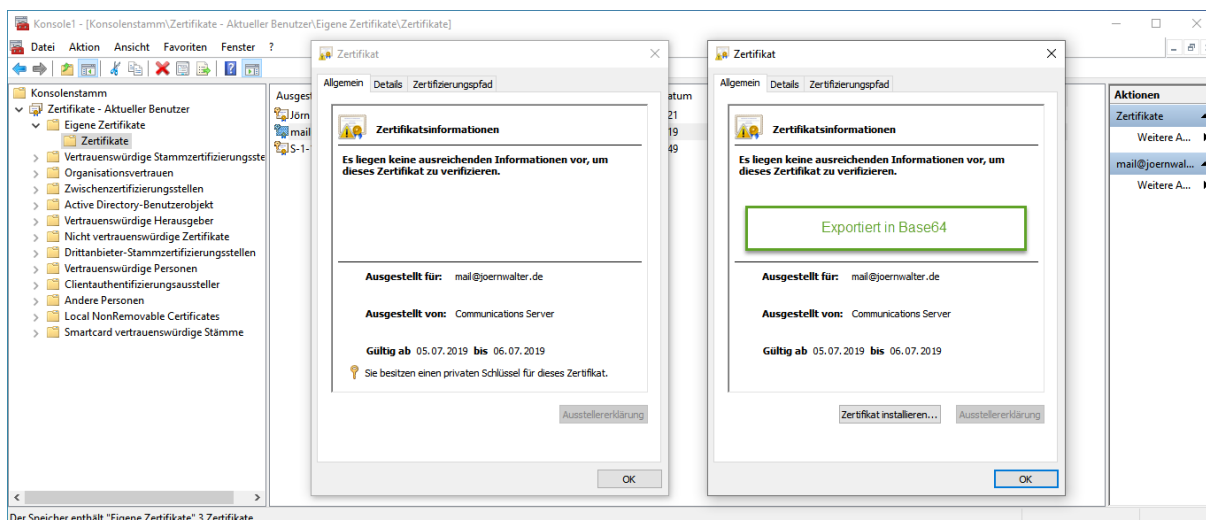 Konsole1 - [Konsolenstamm\Zertifikate - Aktueller Benutzer\Eigene Zertifikate\Zertifikate]
Datei Aktion Ansicht Favoriten Fenster ?
Konsolenstamm
Zertifikate - Aktueller Benutzer
Eigene Zertifikate
Zertifikate
Vertrauenswürdige Stammzertifizierungsste
Organisationsvertrauen
Zwischenzertifizierungsstellen
Active Directory-Benutzerobjekt
Vertrauenswürdige Herausgeber
Nicht vertrauenswürdige Zertifikate
Drittanbieter-Stammzertifizierungsstellen
Vertrauenswürdige Personen
Clientauthentifizierungsaussteller
Andere Personen
Local NonRemovable Certificates
Smartcard vertrauenswürdige Stämme
Ausgest
Jörn
mail
S-1-
Zertifikat
Allgemein Details Zertifizierungspfad
Zertifikatsinformationen
Es liegen keine ausreichenden Informationen vor, um
dieses Zertifikat zu verifizieren.
Ausgestellt für: mail@joernwalter.de
Ausgestellt von: Communications Server
Gültig ab 05.07.2019 bis 06.07.2019
Sie besitzen einen privaten Schlüssel für dieses Zertifikat.
Ausstellererklärung
OK
atum
21
19
49
Zertifikat
Allgemein Details Zertifizierungspfad
Zertifikatsinformationen
Es liegen keine ausreichenden Informationen vor, um
dieses Zertifikat zu verifizieren.
Exportiert in Base64
Ausgestellt für: mail@joernwalter.de
Ausgestellt von: Communications Server
Gültig ab 05.07.2019 bis 06.07.2019
Zertifikat installieren... Ausstellererklärung
OK
Aktionen
Zertifikate
Weitere A...
mail@joernwal...
Weitere A...
Der Speicher enthält "Eigene Zertifikate" 3 Zertifikate.